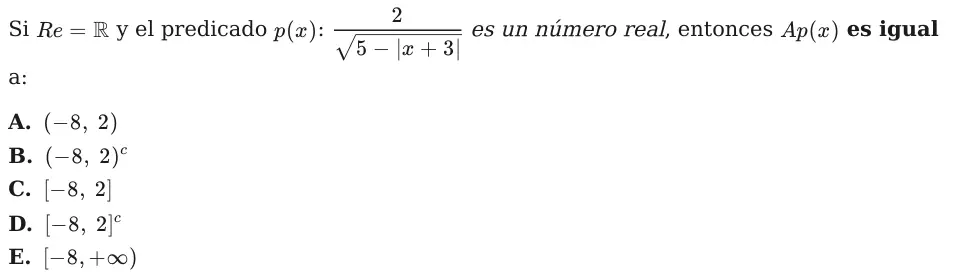 Si Re = ℝ y el predicado p(x): 2/√(5 − |x + 3|) es un número real, entonces Ap(x) es igual
a:
A. (−8, 2)
B. (−8, 2)ᶜ
C. [−8, 2]
D. [−8, 2]ᶜ
E. [−8,+∞)